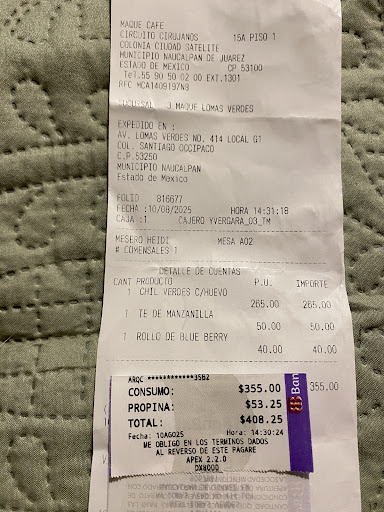 MAQUE CAFE
CIRCUITO CIRUJANOS 15A PISO 1
COLONIA CIUDAD SATELITE
MUNICIPIO NAUCALPAN DE JUAREZ
ESTADO DE MEXICO CP 53100
Tel.55 90 50 02 00 EXT.1301
RFC MCA1409197N9
SUCURSAL 3 MAQUE LOMAS VERDES
EXPEDIDO EN :
AV. LOMAS VERDES NO. 414 LOCAL G1
COL. SANTIAGO OCCIPACO
C.P.53250
MUNICIPIO NAUCALPAN
Estado de Mexico
FOLIO 816677
FECHA :10/08/2025 HORA 14:31:18
CAJA :1 CAJERO YVERGARA_03_TM
MESERO HEIDI MESA A02
# COMENSALES 1
DETALLE DE CUENTAS
CANT PRODUCTO P.U. IMPORTE
1 CHIL VERDES C/HUEVO
265.00 265.00
1 TE DE MANZANILLA
50.00 50.00
1 ROLLO DE BLUE BERRY
40.00 40.00
355.00
ARQC ************3582
CONSUMO: $355.00
PROPINA: $53.25
TOTAL: $408.25
Fecha: 10AGO25 Hora: 14:30:24
ME OBLIGO EN LOS TERMINOS DADOS
AL REVERSO DE ESTE PAGARE
APEX 2.2.0
DX8000
Ban